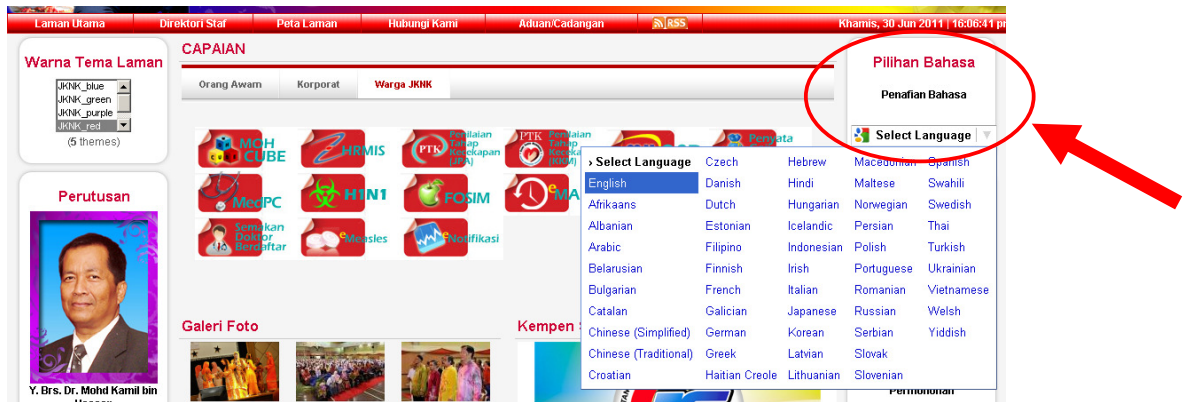 Laman Utama
Direktori Staf
Peta Laman
Hubungi Kami
Aduan/Cadangan
RSS
Khamis, 30 Jun 2011 | 16:06:41 pm
Warna Tema Laman
JKNK_blue
JKNK_green
JKNK_purple
JKNK_red
(5 themes)
Perutusan
Y. Brs. Dr. Mohd Kamil bin
CAPAIAN
Orang Awam
Korporat
Warga JKNK
MOH
CUBE
HRMIS
PTK
Penilaian
Tahap
Kecekapan
(JPA)
PTK
Penilaian
Tahap
(KKM)
Penyata
MedPC
H1N1
FOSIM
Semakan
Doktor
Berdaftar
eMeasles
eNotifikasi
Galeri Foto
Kempen
Pilihan Bahasa
Penafian Bahasa
Select Language
› Select Language
English
Afrikaans
Albanian
Arabic
Belarusian
Bulgarian
Catalan
Chinese (Simplified)
Chinese (Traditional)
Croatian
Czech
Danish
Dutch
Estonian
Filipino
Finnish
French
Galician
German
Greek
Haitian Creole
Hebrew
Hindi
Hungarian
Icelandic
Indonesian
Irish
Italian
Japanese
Korean
Latvian
Lithuanian
Macedonian
Maltese
Norwegian
Persian
Polish
Portuguese
Romanian
Russian
Serbian
Slovak
Slovenian
Spanish
Swahili
Swedish
Thai
Turkish
Ukrainian
Vietnamese
Welsh
Yiddish
Permohonan